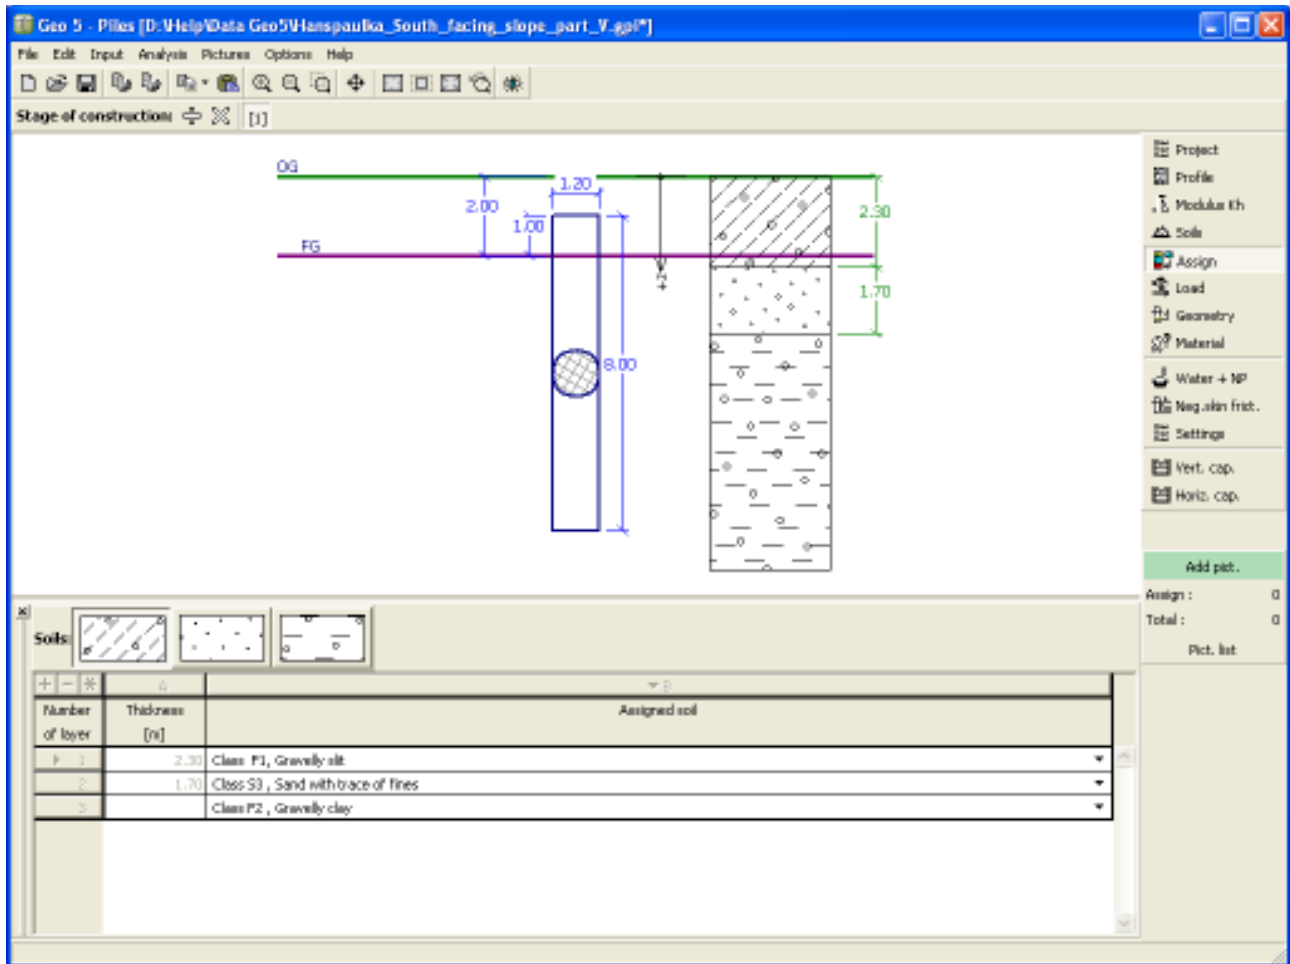 Geo 5 - Piles [D:\Help\Data Geo5\Hanspaulka_South_facing_slope_part_V.gpl*]
File Edit Input Analysis Pictures Options Help
Stage of construction: [1]
OG
1.20
2.00
1.00
FG
8.00
2.30
1.70
+z
Project
Profile
Modulus Kh
Soils
Assign
Load
Geometry
Material
Water + NP
Neg.skin frict.
Settings
Vert. cap.
Horiz. cap.
Add pict.
Assign : 0
Total : 0
Pict. list
Soils:
+ - * A B
Number of layer Thickness [m] Assigned soil
1 2.30 Class F1, Gravelly silt
2 1.70 Class S3 , Sand with trace of fines
3 Class F2 , Gravelly clay